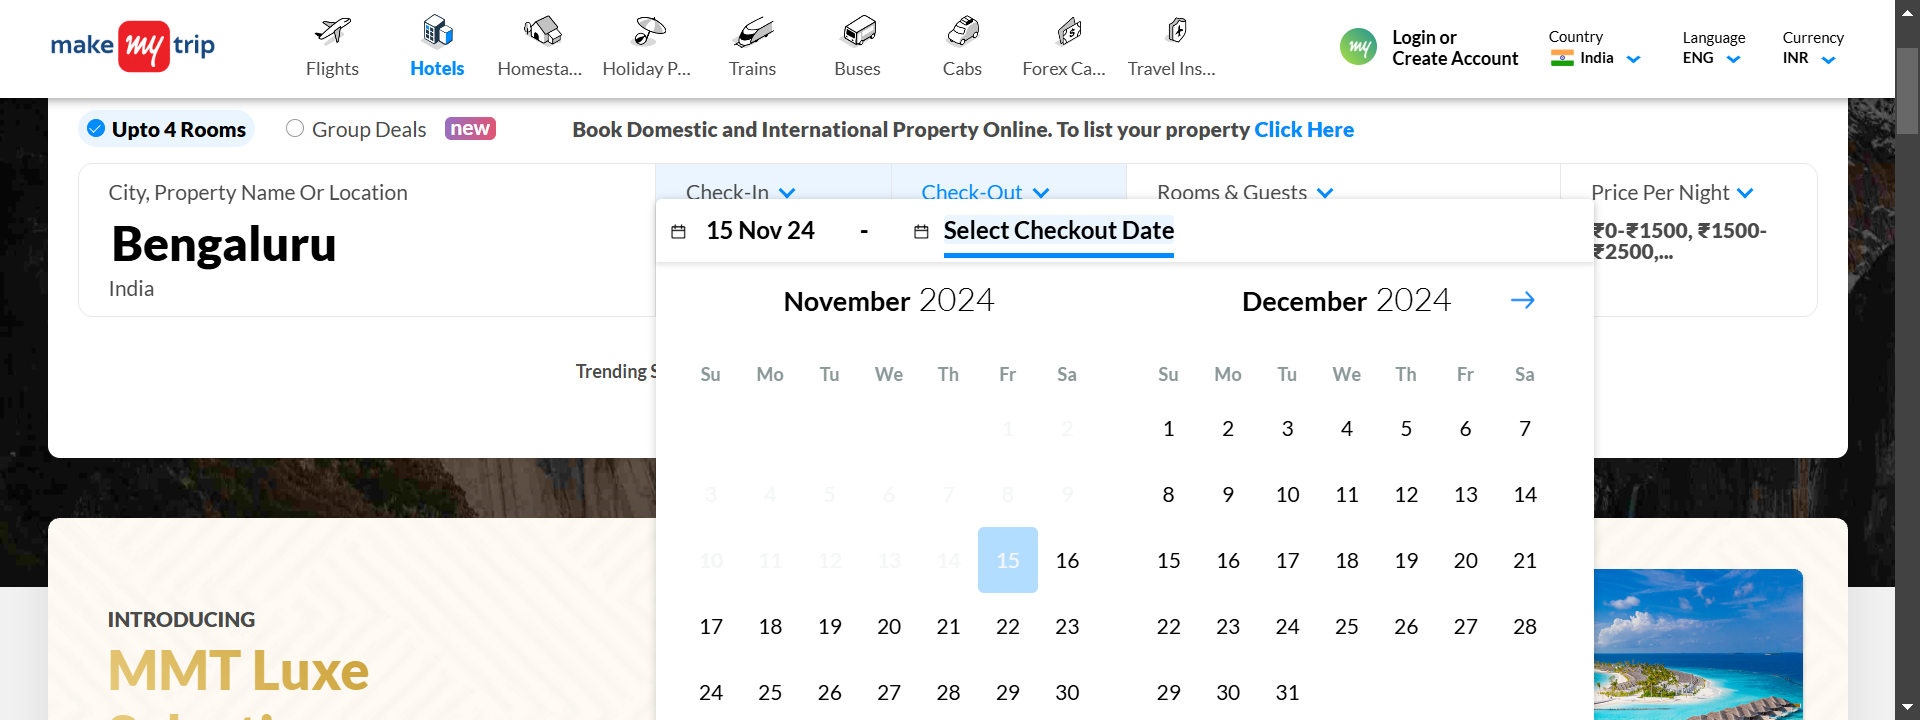 make my trip
Flights
Hotels
Homesta...
Holiday P...
Trains
Buses
Cabs
Forex Ca...
Travel Ins...
my
Login or
Create Account
Country
India
Language
ENG
Currency
INR
Upto 4 Rooms
Group Deals
new
Book Domestic and International Property Online. To list your property Click Here
City, Property Name Or Location
Bengaluru
India
Check-In
Check-Out
Rooms & Guests
Price Per Night
₹0-₹1500, ₹1500-
₹2500,...
15 Nov 24 - Select Checkout Date
Trending S
November 2024
Su Mo Tu We Th Fr Sa
1 2
3 4 5 6 7 8 9
10 11 12 13 14 15 16
17 18 19 20 21 22 23
24 25 26 27 28 29 30
December 2024
Su Mo Tu We Th Fr Sa
1 2 3 4 5 6 7
8 9 10 11 12 13 14
15 16 17 18 19 20 21
22 23 24 25 26 27 28
29 30 31
INTRODUCING
MMT Luxe